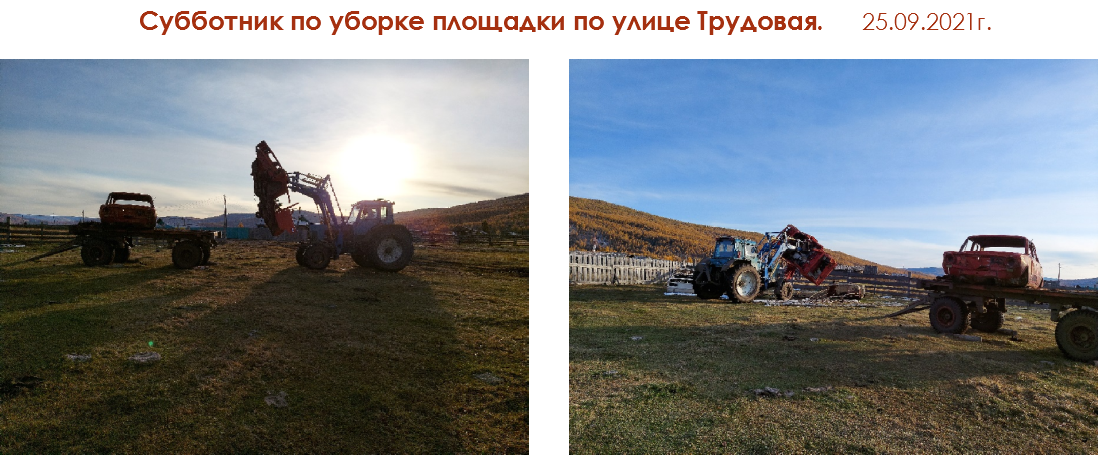 Субботник по уборке площадки по улице Трудовая. 25.09.2021г.